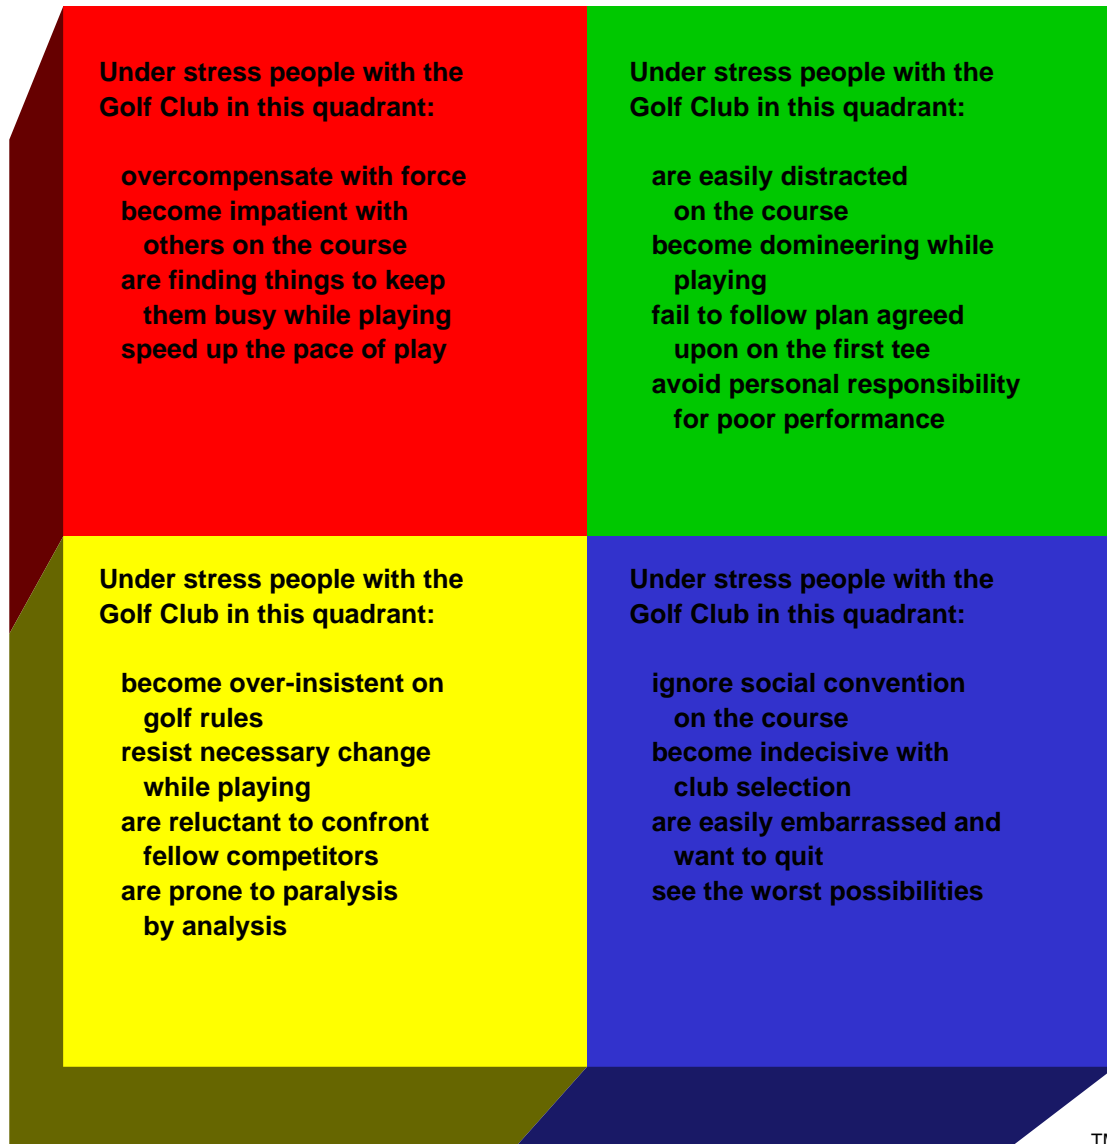 Under stress people with the
Golf Club in this quadrant:
overcompensate with force
become impatient with
others on the course
are finding things to keep
them busy while playing
speed up the pace of play
Under stress people with the
Golf Club in this quadrant:
are easily distracted
on the course
become domineering while
playing
fail to follow plan agreed
upon on the first tee
avoid personal responsibility
for poor performance
Under stress people with the
Golf Club in this quadrant:
become over-insistent on
golf rules
resist necessary change
while playing
are reluctant to confront
fellow competitors
are prone to paralysis
by analysis
Under stress people with the
Golf Club in this quadrant:
ignore social convention
on the course
become indecisive with
club selection
are easily embarrassed and
want to quit
see the worst possibilities
TM